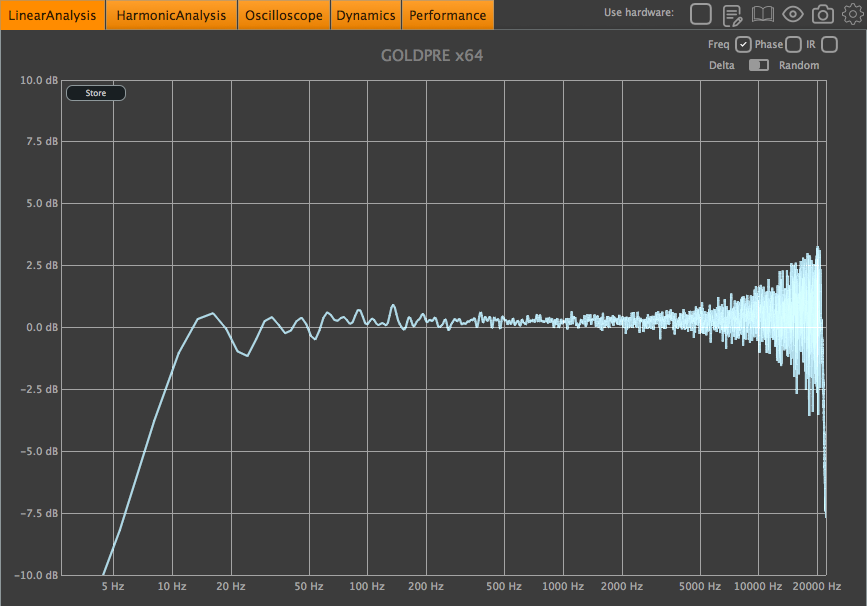 LinearAnalysis HarmonicAnalysis Oscilloscope Dynamics Performance Use hardware:
GOLDPRE x64
Freq Phase IR
Delta Random
Store
10.0 dB
7.5 dB
5.0 dB
2.5 dB
0.0 dB
-2.5 dB
-5.0 dB
-7.5 dB
-10.0 dB
5 Hz 10 Hz 20 Hz 50 Hz 100 Hz 200 Hz 500 Hz 1000 Hz 2000 Hz 5000 Hz 10000 Hz 20000 Hz